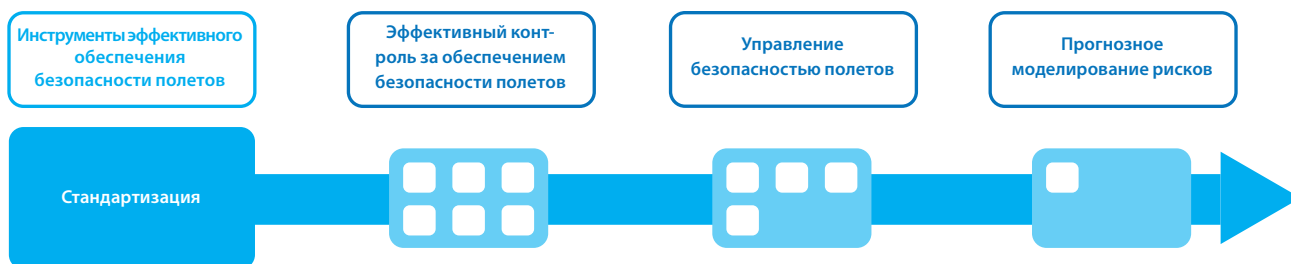 Инструменты эффективного
обеспечения
безопасности полетов
Эффективный конт-
роль за обеспечением
безопасности полетов
Управление
безопасностью полетов
Прогнозное
моделирование рисков
Стандартизация